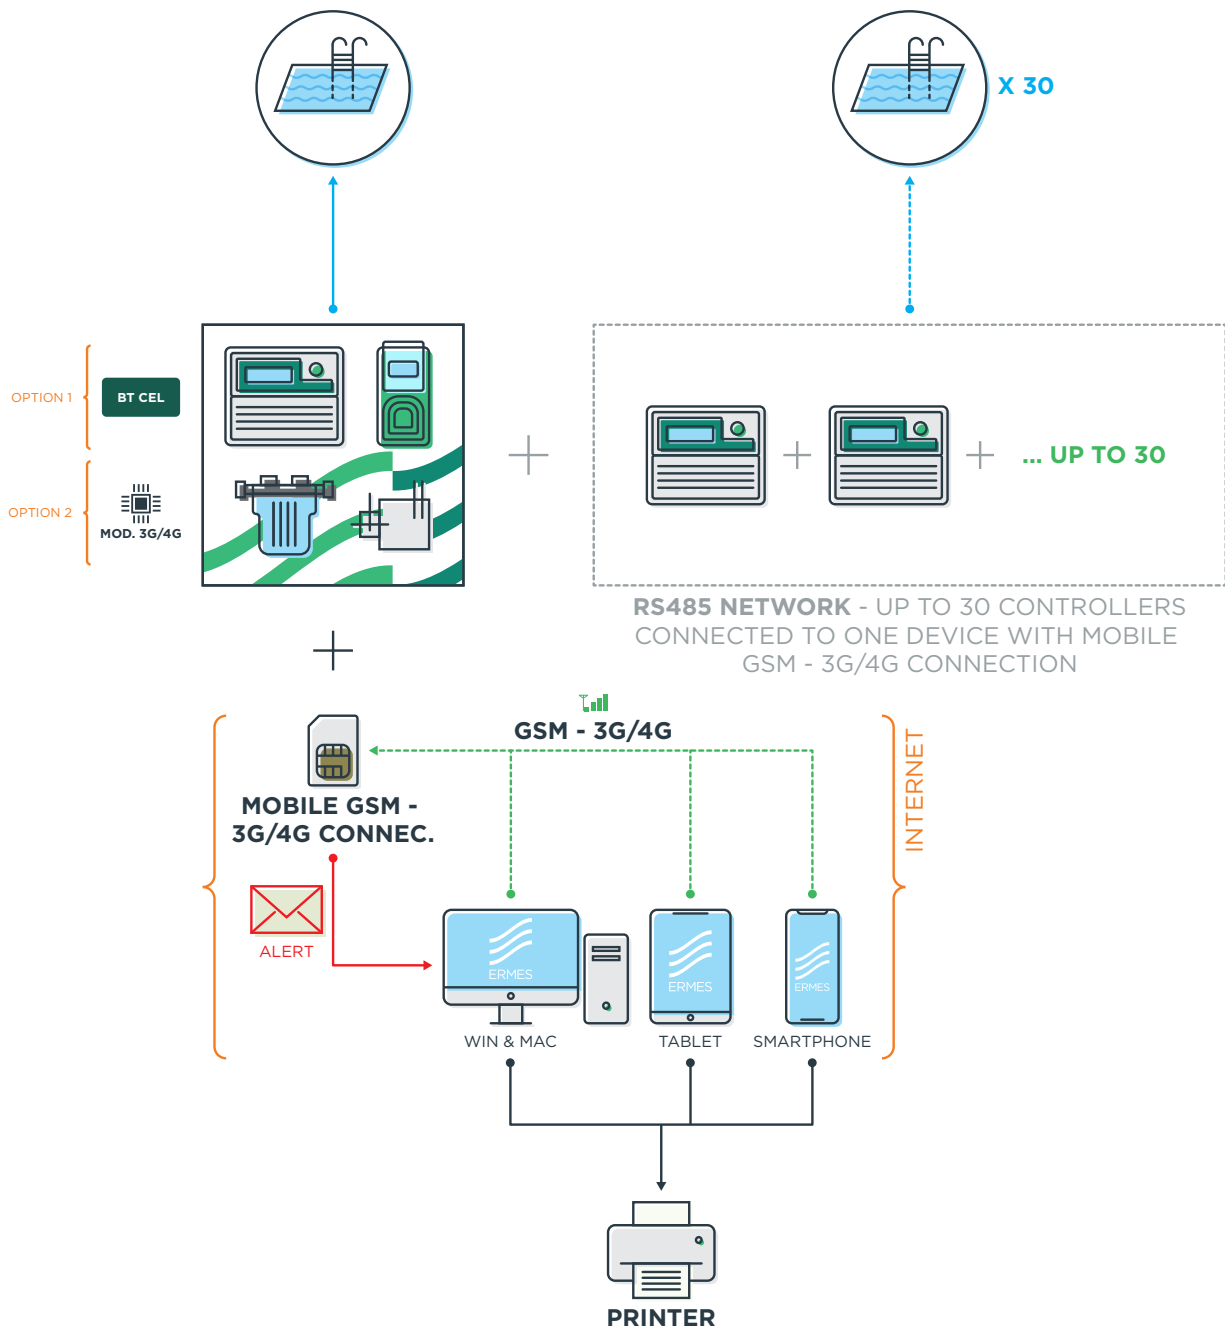 X 30
OPTION 1
BT CEL
OPTION 2
MOD. 3G/4G
... UP TO 30
RS485 NETWORK - UP TO 30 CONTROLLERS
CONNECTED TO ONE DEVICE WITH MOBILE
GSM - 3G/4G CONNECTION
GSM - 3G/4G
INTERNET
MOBILE GSM -
3G/4G CONNEC.
ALERT
ERMES
ERMES
ERMES
WIN & MAC
TABLET
SMARTPHONE
PRINTER